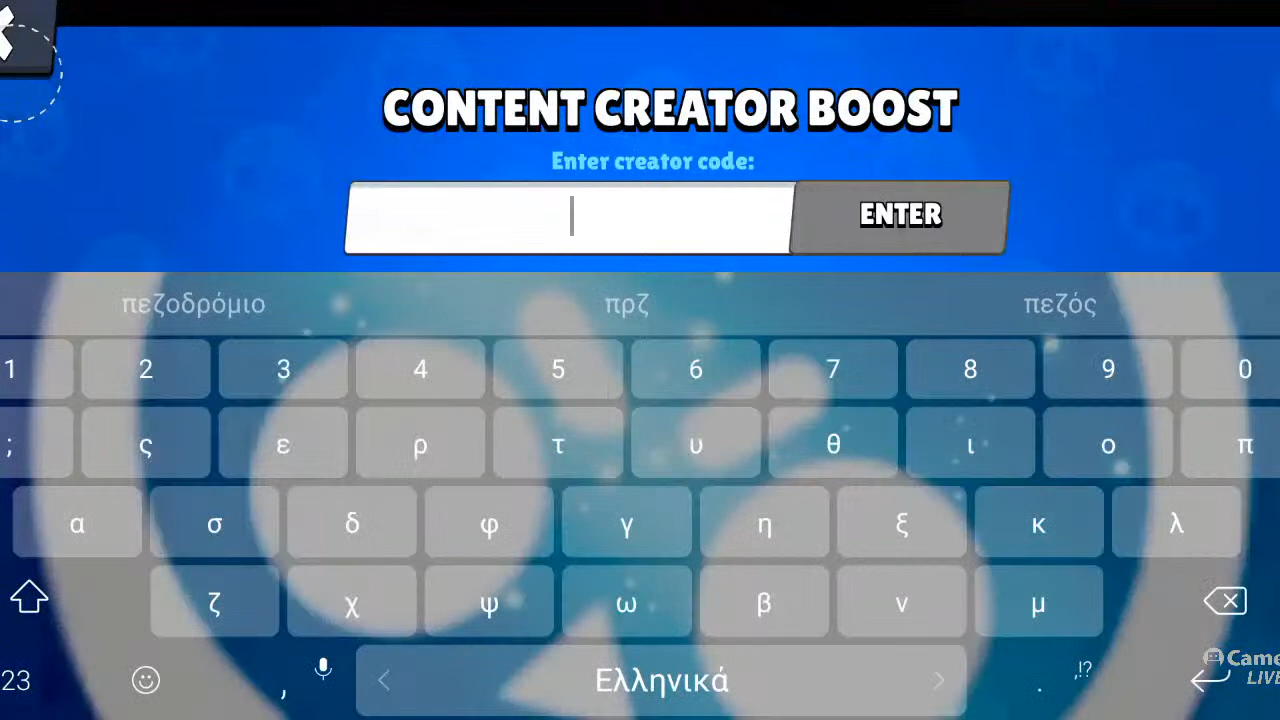 CONTENT CREATOR BOOST
Enter creator code:
ENTER
πεζοδρόμιο πρζ πεζός
1 2 3 4 5 6 7 8 9 0
; ς ε ρ τ υ θ ι ο π
α σ δ φ γ η ξ κ λ
ζ χ ψ ω β ν μ
23 , Ελληνικά . ,!?
Came
LIVE